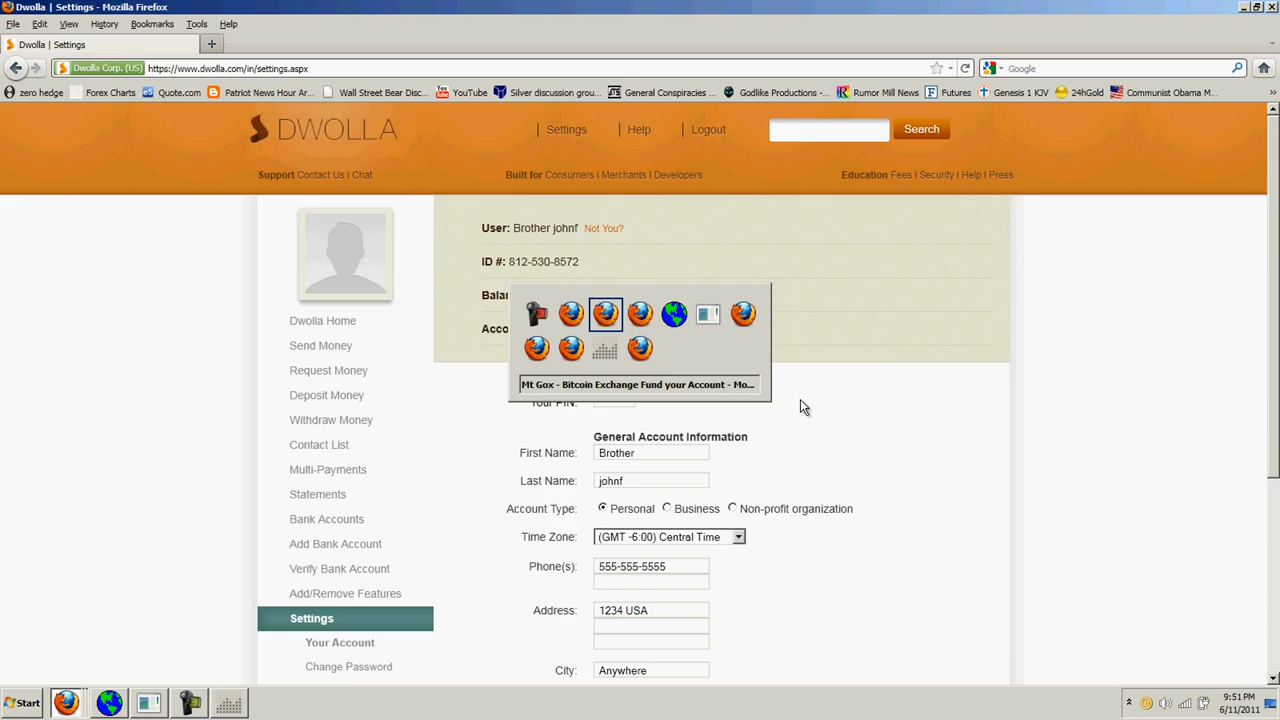 Dwolla | Settings - Mozilla Firefox
File Edit View History Bookmarks Tools Help
Dwolla | Settings
Dwolla Corp. (US) https://www.dwolla.com/in/settings.aspx
Google
zero hedge Forex Charts Quote.com Patriot News Hour Ar... Wall Street Bear Disc... YouTube Silver discussion grou... General Conspiracies ... Godlike Productions -... Rumor Mill News Futures Genesis 1 KJV 24hGold Communist Obama M...
DWOLLA
Settings Help Logout
Search
Support Contact Us | Chat
Built for Consumers | Merchants | Developers
Education Fees | Security | Help | Press
User: Brother johnf Not You?
ID #: 812-530-8572
Mt Gox - Bitcoin Exchange Fund your Account - Mo...
Your PIN:
General Account Information
First Name: Brother
Last Name: johnf
Account Type: Personal Business Non-profit organization
Time Zone: (GMT -6:00) Central Time
Phone(s): 555-555-5555
Address: 1234 USA
City: Anywhere
Dwolla Home
Send Money
Request Money
Deposit Money
Withdraw Money
Contact List
Multi-Payments
Statements
Bank Accounts
Add Bank Account
Verify Bank Account
Add/Remove Features
Settings
Your Account
Change Password
Start
9:51 PM
6/11/2011